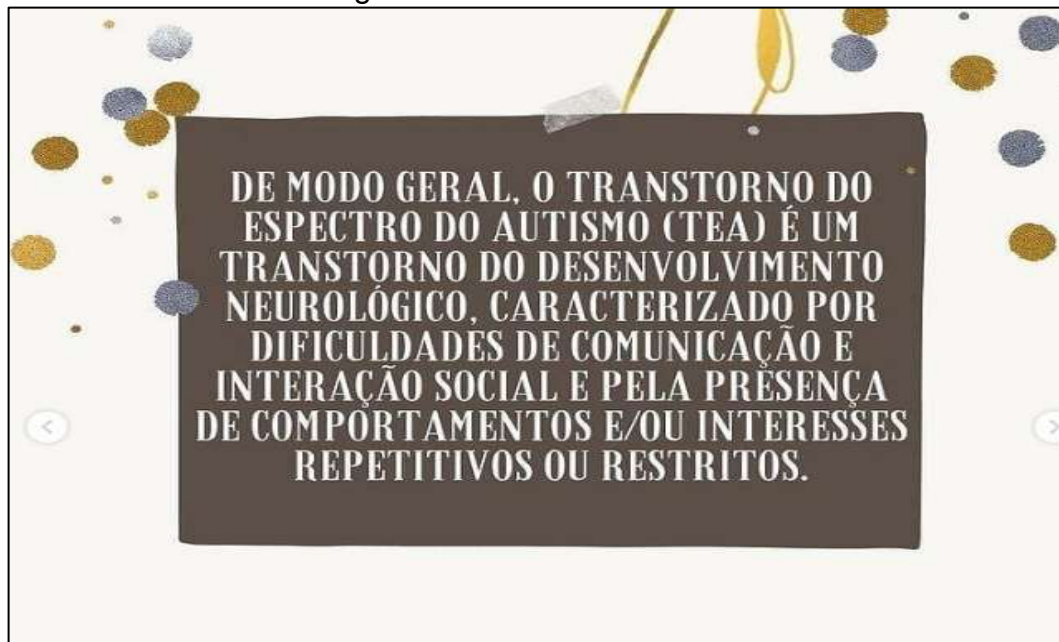 DE MODO GERAL, O TRANSTORNO DO
ESPECTRO DO AUTISMO (TEA) É UM
TRANSTORNO DO DESENVOLVIMENTO
NEUROLÓGICO, CARACTERIZADO POR
DIFICULDADES DE COMUNICAÇÃO E
INTERAÇÃO SOCIAL E PELA PRESENÇA
DE COMPORTAMENTOS E/OU INTERESSES
REPETITIVOS OU RESTRITOS.